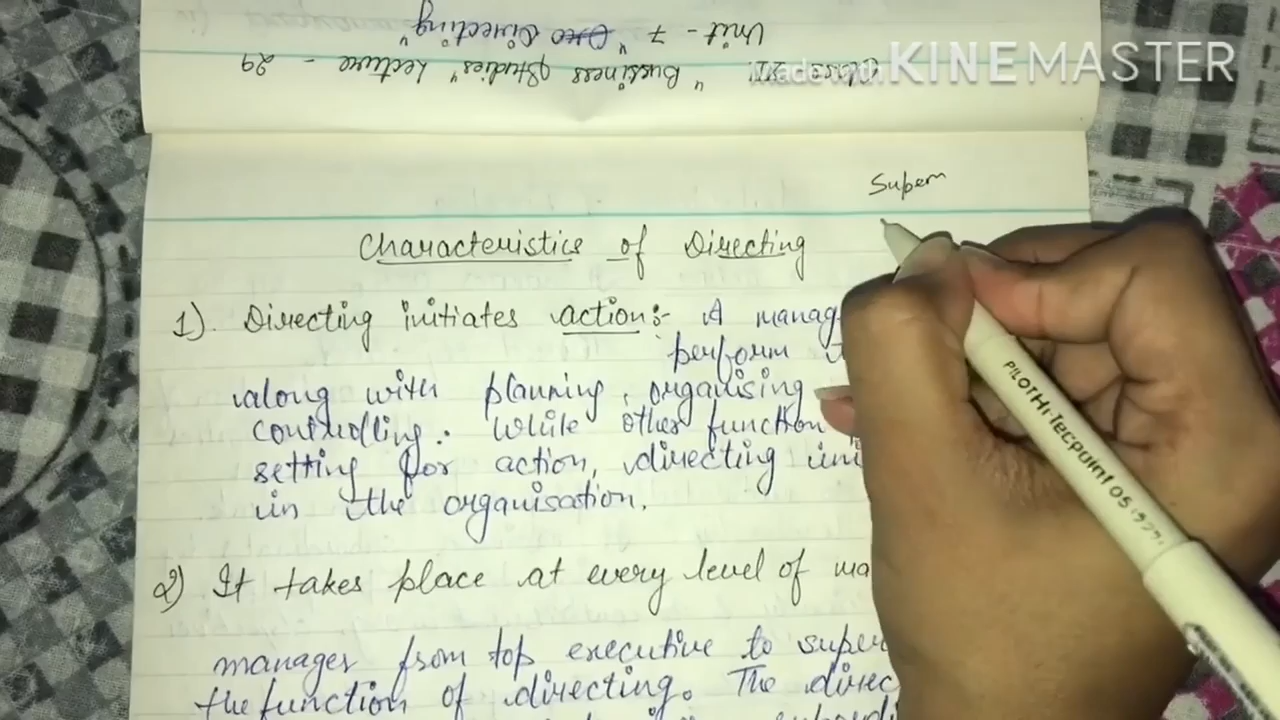 Made with KINEMASTER
Class XII "Bussiness Studies" Lecture - 29
Unit - 7 "Directing"
Supem
Characteristics of Directing
1). Directing initiates action:- A manag
perform
along with planning, organising
controlling. While other function
setting for action, directing ini
in the organisation.
2) It takes place at every level of ma
manager from top executive to super
the function of directing. The direc
PILOT Hi-Tecpoint 05